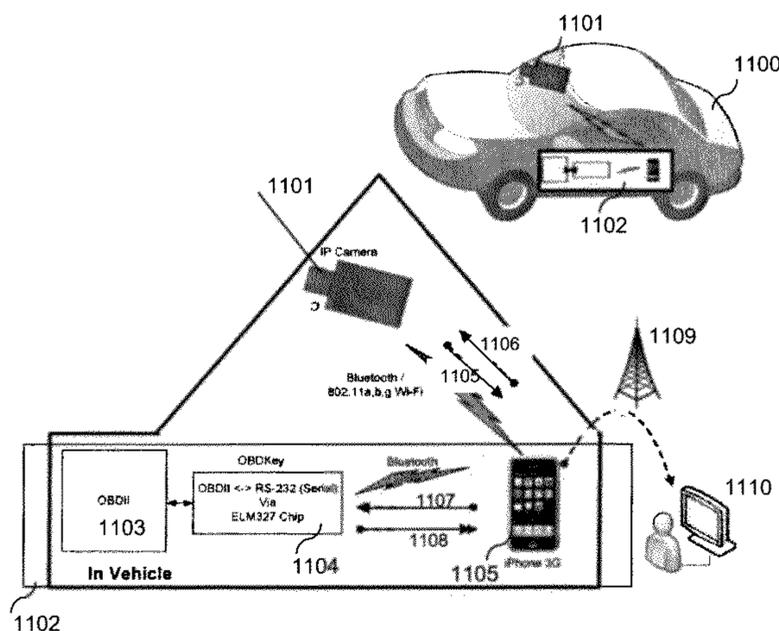 1101
1100
1102
1101
IP Camera
1109
1106
1105
Bluetooth /
802.11a,b,g Wi-Fi
OBDKey
Bluetooth
1110
OBDII
OBDII <-> RS-232 (Serial)
Via
ELM327 Chip
1107
1103
1108
1104
1105
iPhone 3G
In Vehicle
1102